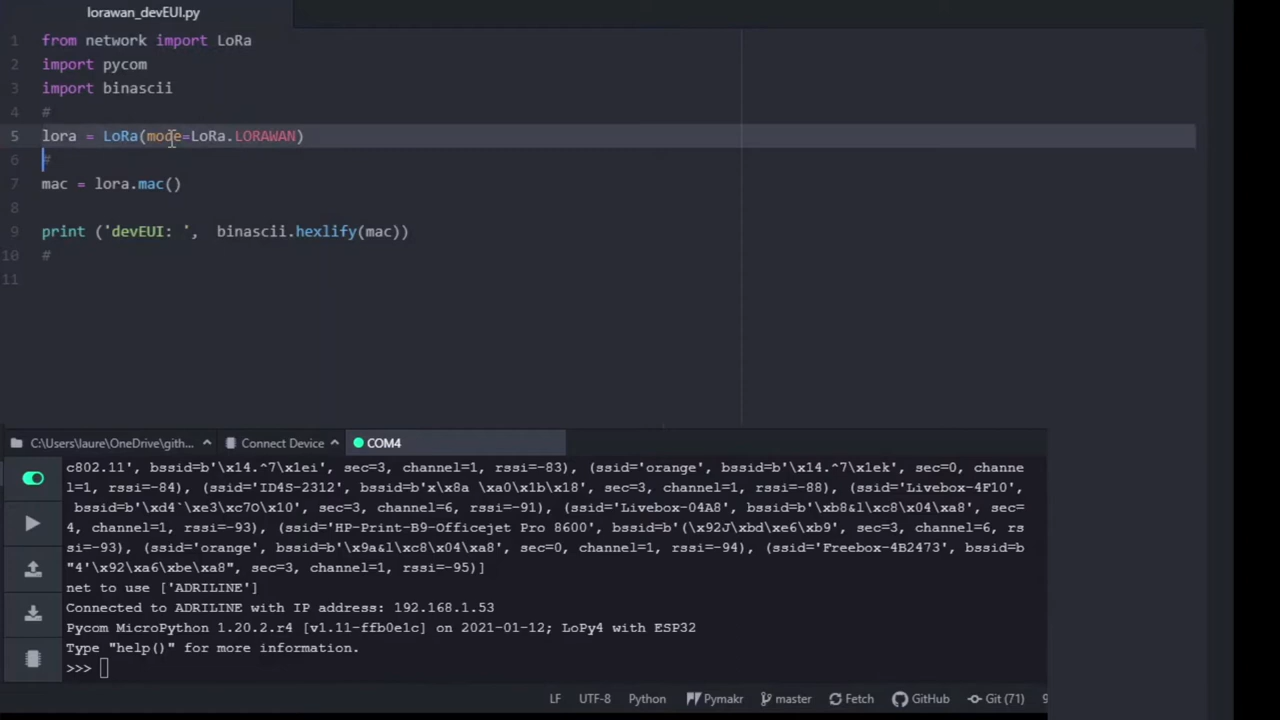 lorawan_devEUI.py
1 from network import LoRa
2 import pycom
3 import binascii
4 #
5 lora = LoRa(mode=LoRa.LORAWAN)
6 #
7 mac = lora.mac()
8
9 print ('devEUI: ',  binascii.hexlify(mac))
10 #
11
C:\Users\laure\OneDrive\gith... Connect Device COM4
c802.11', bssid=b'\x14.^7\x1ei', sec=3, channel=1, rssi=-83), (ssid='orange', bssid=b'\x14.^7\x1ek', sec=0, channe
l=1, rssi=-84), (ssid='ID4S-2312', bssid=b'x\x8a \xa0\x1b\x18', sec=3, channel=1, rssi=-88), (ssid='Livebox-4F10',
bssid=b'\xd4`\xe3\xc7O\x10', sec=3, channel=6, rssi=-91), (ssid='Livebox-04A8', bssid=b'\xb8&l\xc8\x04\xa8', sec=
4, channel=1, rssi=-93), (ssid='HP-Print-B9-Officejet Pro 8600', bssid=b'(\x92J\xbd\xe6\xb9', sec=3, channel=6, rs
si=-93), (ssid='orange', bssid=b'\x9a&l\xc8\x04\xa8', sec=0, channel=1, rssi=-94), (ssid='Freebox-4B2473', bssid=b
"4'\x92\xa6\xbe\xa8", sec=3, channel=1, rssi=-95)]
net to use ['ADRILINE']
Connected to ADRILINE with IP address: 192.168.1.53
Pycom MicroPython 1.20.2.r4 [v1.11-ffb0e1c] on 2021-01-12; LoPy4 with ESP32
Type "help()" for more information.
>>>
LF UTF-8 Python Pymakr master Fetch GitHub Git (71) 9